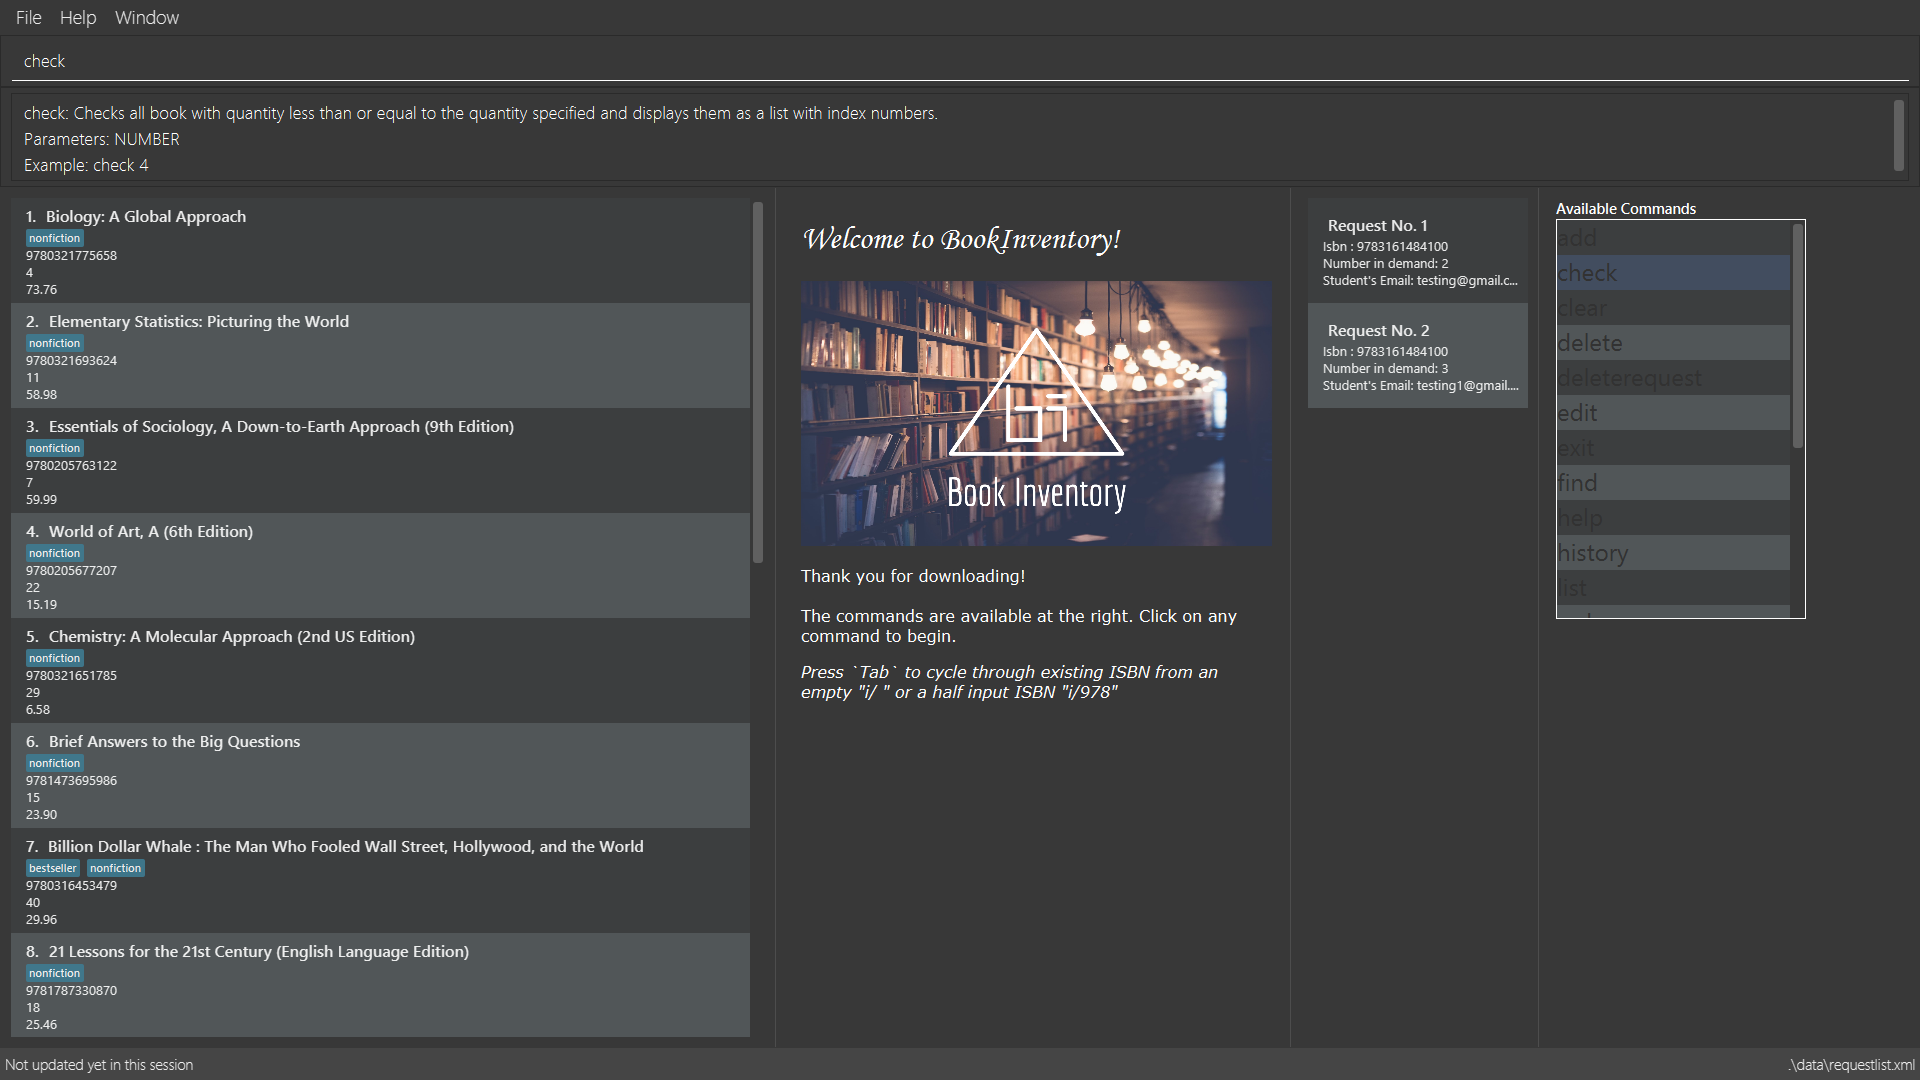 File Help Window
check
check: Checks all book with quantity less than or equal to the quantity specified and displays them as a list with index numbers.
Parameters: NUMBER
Example: check 4
1. Biology: A Global Approach
nonfiction
9780321775658
4
73.76
2. Elementary Statistics: Picturing the World
nonfiction
9780321693624
11
58.98
3. Essentials of Sociology, A Down-to-Earth Approach (9th Edition)
nonfiction
9780205763122
7
59.99
4. World of Art, A (6th Edition)
nonfiction
9780205677207
22
15.19
5. Chemistry: A Molecular Approach (2nd US Edition)
nonfiction
9780321651785
29
6.58
6. Brief Answers to the Big Questions
nonfiction
9781473695986
15
23.90
7. Billion Dollar Whale : The Man Who Fooled Wall Street, Hollywood, and the World
bestseller nonfiction
9780316453479
40
29.96
8. 21 Lessons for the 21st Century (English Language Edition)
nonfiction
9781787330870
18
25.46
Welcome to BookInventory!
Book Inventory
Thank you for downloading!
The commands are available at the right. Click on any
command to begin.
Press `Tab` to cycle through existing ISBN from an
empty "i/ " or a half input ISBN "i/978"
Request No. 1
Isbn : 9783161484100
Number in demand: 2
Student's Email: testing@gmail.c...
Request No. 2
Isbn : 9783161484100
Number in demand: 3
Student's Email: testing1@gmail....
Available Commands
add
check
clear
delete
deleterequest
edit
exit
find
help
history
list
Not updated yet in this session
.\data\requestlist.xml